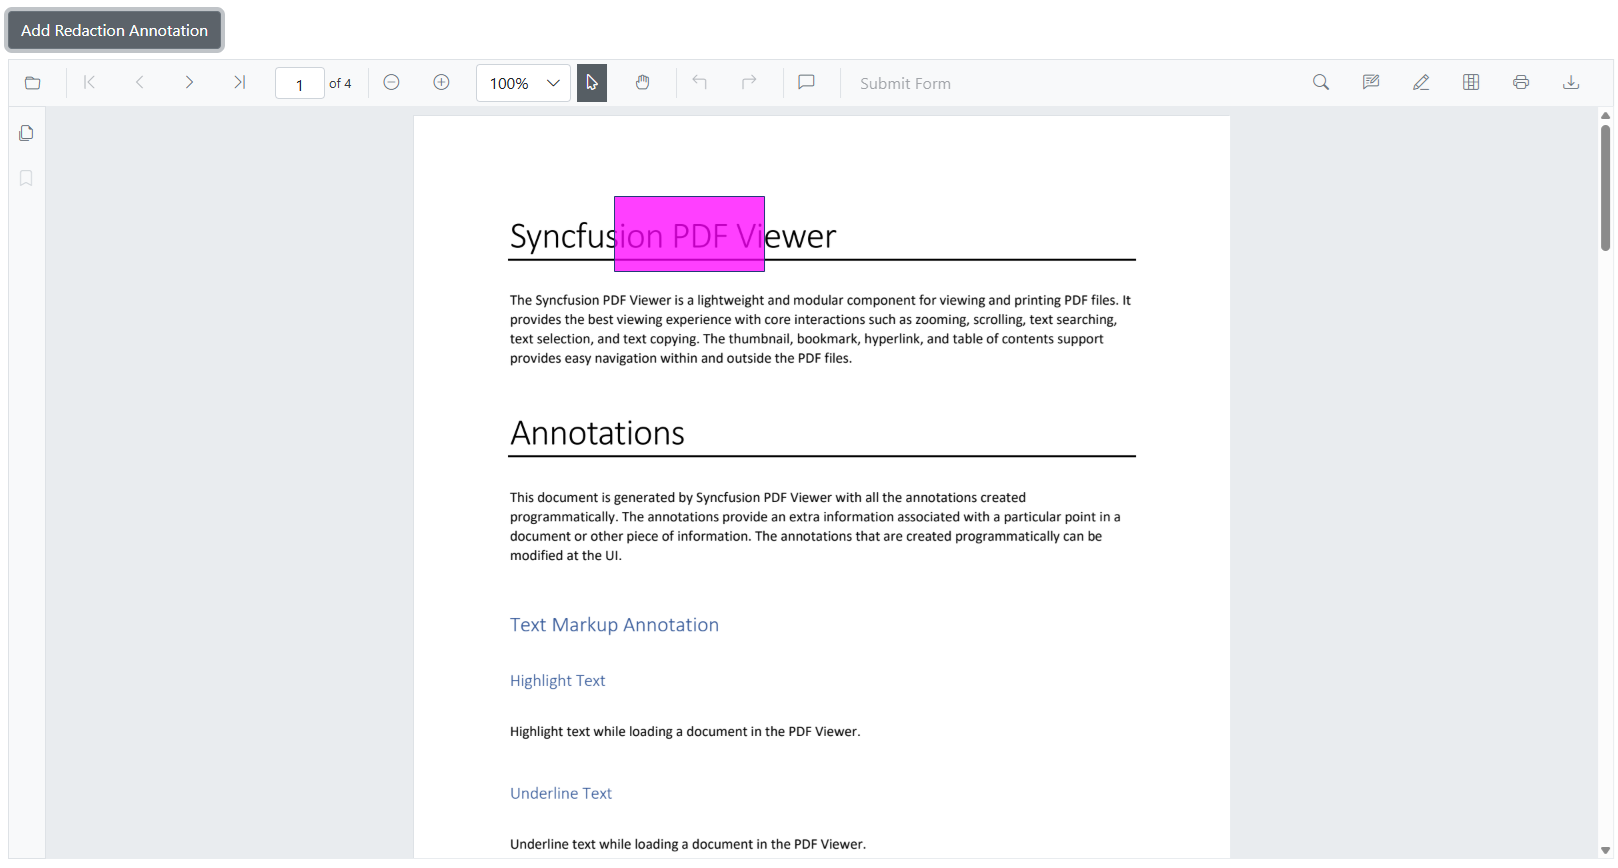 Add Redaction Annotation
1 of 4 100% Submit Form
Syncfusion PDF Viewer
The Syncfusion PDF Viewer is a lightweight and modular component for viewing and printing PDF files. It
provides the best viewing experience with core interactions such as zooming, scrolling, text searching,
text selection, and text copying. The thumbnail, bookmark, hyperlink, and table of contents support
provides easy navigation within and outside the PDF files.
Annotations
This document is generated by Syncfusion PDF Viewer with all the annotations created
programmatically. The annotations provide an extra information associated with a particular point in a
document or other piece of information. The annotations that are created programmatically can be
modified at the UI.
Text Markup Annotation
Highlight Text
Highlight text while loading a document in the PDF Viewer.
Underline Text
Underline text while loading a document in the PDF Viewer.